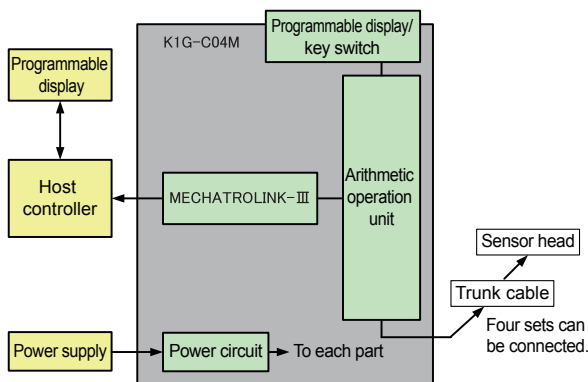 K1G-C04M
Programmable display/
key switch
Programmable
display
Host
controller
MECHATROLINK-Ⅲ
Arithmetic
operation
unit
Sensor head
Trunk cable
Four sets can
be connected.
Power supply
Power circuit
To each part